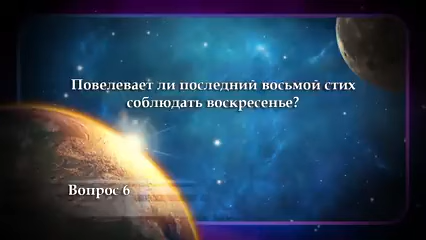 Повелевает ли последний восьмой стих
соблюдать воскресенье?
Вопрос 6